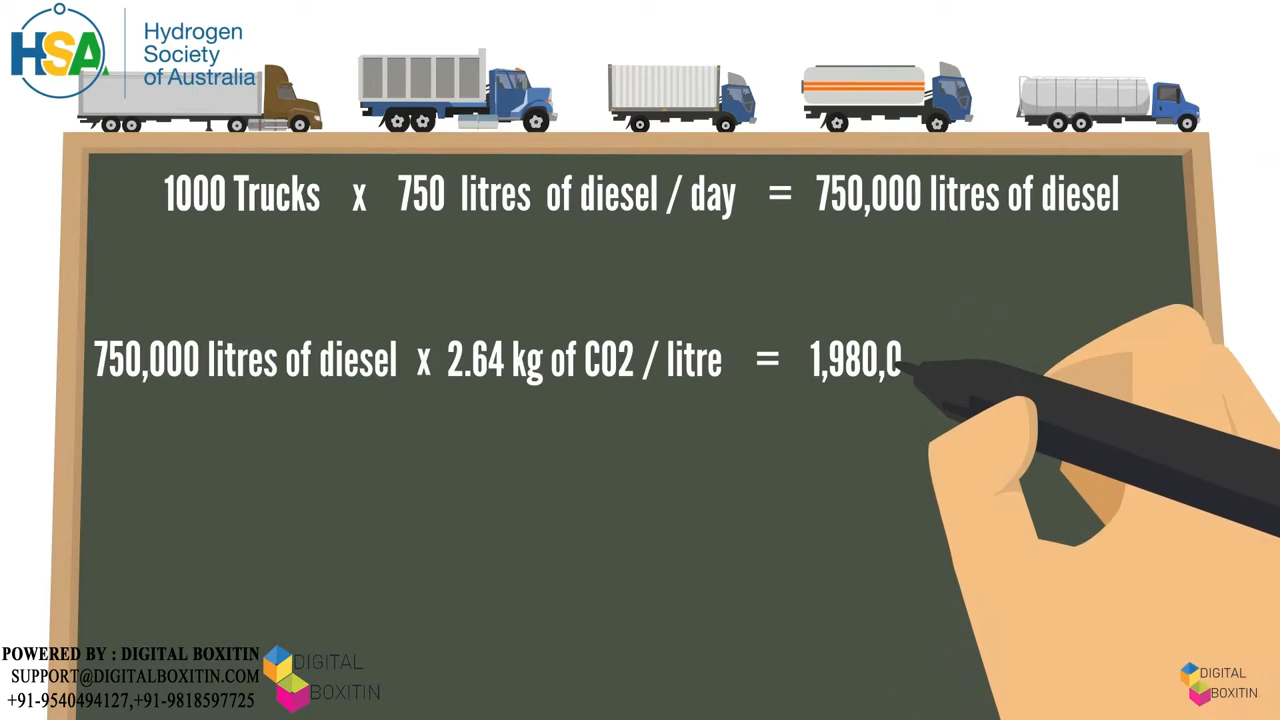 HSA
Hydrogen
Society
of Australia
1000 Trucks x 750 litres of diesel / day = 750,000 litres of diesel
750,000 litres of diesel x 2.64 kg of CO2 / litre = 1,980,0
POWERED BY : DIGITAL BOXITIN
SUPPORT@DIGITALBOXITIN.COM
+91-9540494127,+91-9818597725
DIGITAL
BOXITIN
DIGITAL
BOXITIN